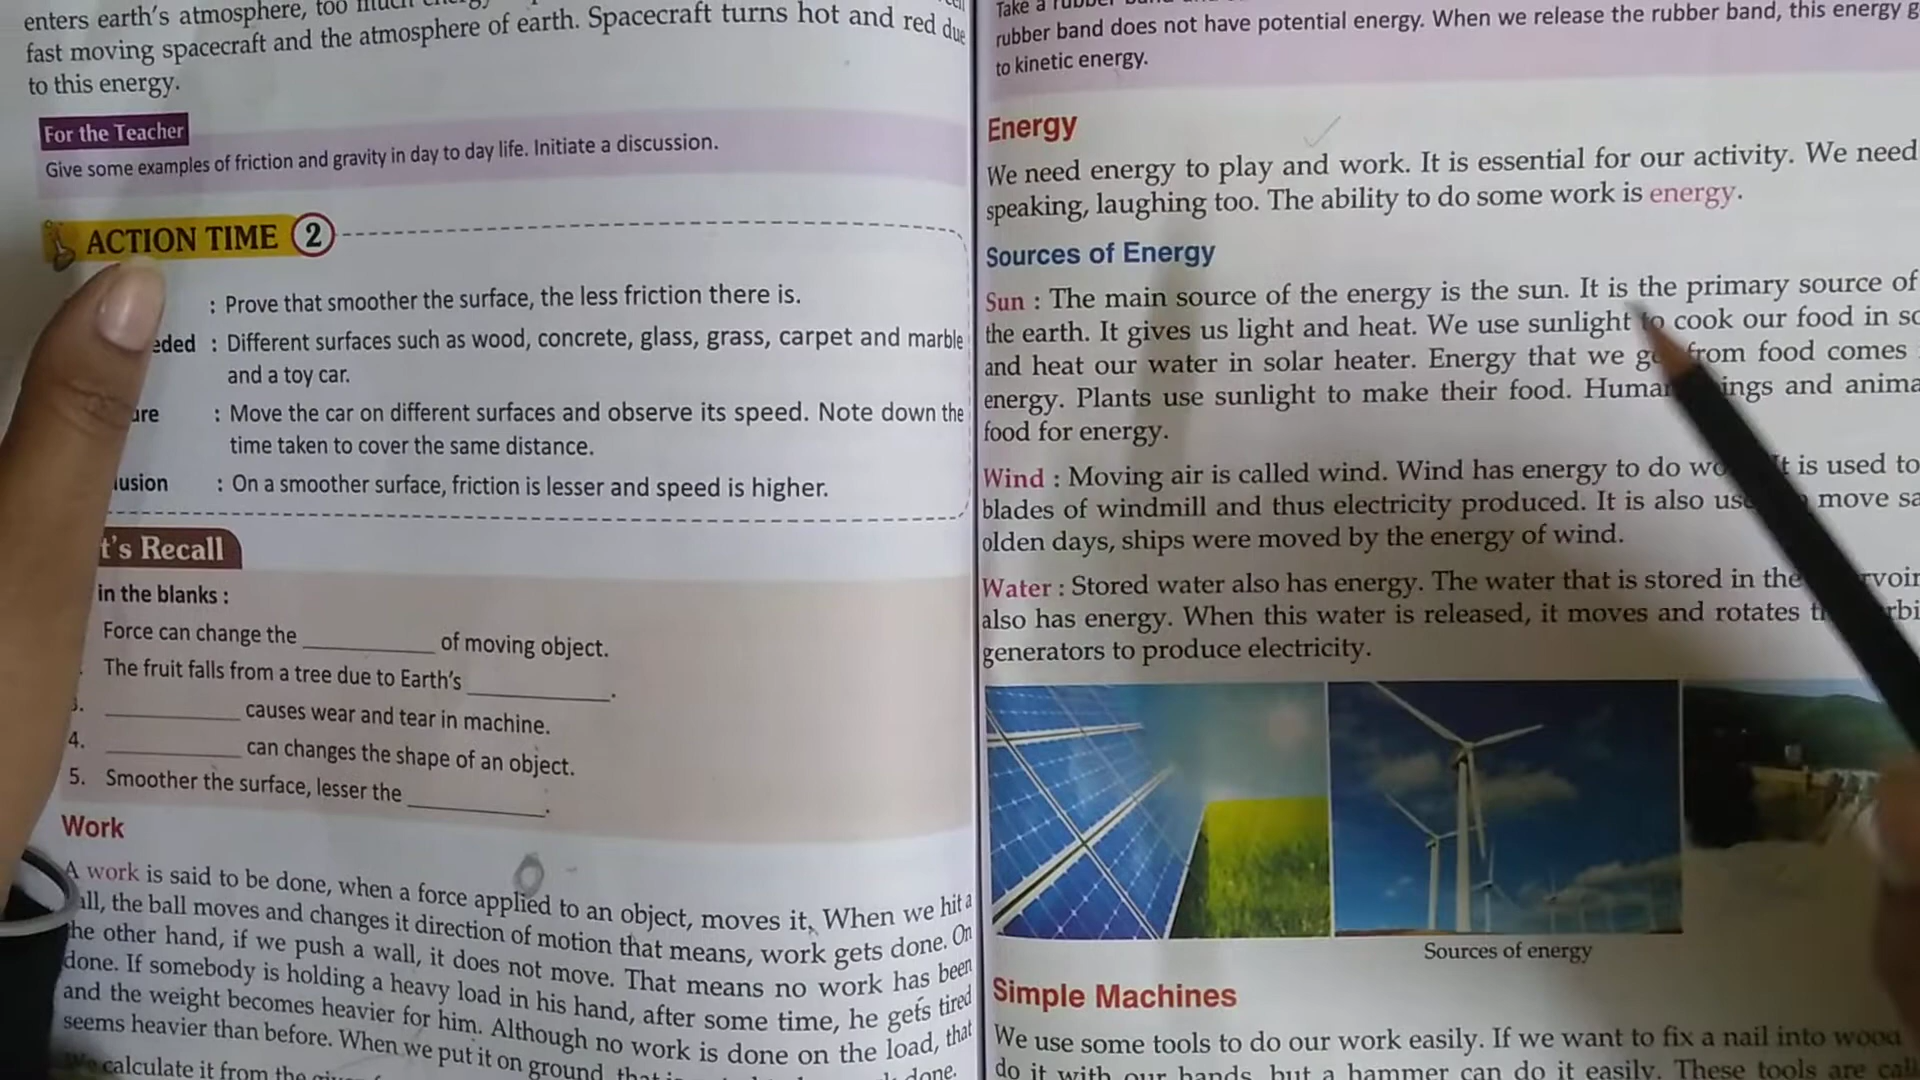 enters earth's atmosphere, too much energy
fast moving spacecraft and the atmosphere of earth. Spacecraft turns hot and red due
to this energy.
For the Teacher
Give some examples of friction and gravity in day to day life. Initiate a discussion.
ACTION TIME 2
: Prove that smoother the surface, the less friction there is.
eded : Different surfaces such as wood, concrete, glass, grass, carpet and marble
and a toy car.
ure : Move the car on different surfaces and observe its speed. Note down the
time taken to cover the same distance.
lusion : On a smoother surface, friction is lesser and speed is higher.
t's Recall
in the blanks :
Force can change the ____________ of moving object.
The fruit falls from a tree due to Earth's ____________.
3. ____________ causes wear and tear in machine.
4. ____________ can changes the shape of an object.
5. Smoother the surface, lesser the ____________.
Work
A work is said to be done, when a force applied to an object, moves it. When we hit a
all, the ball moves and changes it direction of motion that means, work gets done. On
he other hand, if we push a wall, it does not move. That means no work has been
done. If somebody is holding a heavy load in his hand, after some time, he gets tired
and the weight becomes heavier for him. Although no work is done on the load, that
seems heavier than before. When we put it on ground, that done.
calculate it from the
Take a rubber band
rubber band does not have potential energy. When we release the rubber band, this energy g
to kinetic energy.
Energy
We need energy to play and work. It is essential for our activity. We need
speaking, laughing too. The ability to do some work is energy.
Sources of Energy
Sun : The main source of the energy is the sun. It is the primary source of
the earth. It gives us light and heat. We use sunlight to cook our food in so
and heat our water in solar heater. Energy that we from food comes
energy. Plants use sunlight to make their food. Human ings and anima
food for energy.
Wind : Moving air is called wind. Wind has energy to do wo It is used to
blades of windmill and thus electricity produced. It is also us move sa
olden days, ships were moved by the energy of wind.
Water : Stored water also has energy. The water that is stored in the rvoir
also has energy. When this water is released, it moves and rotates t rbi
generators to produce electricity.
Sources of energy
Simple Machines
We use some tools to do our work easily. If we want to fix a nail into wood
do it with our hands, but a hammer can do it easily. These tools are call